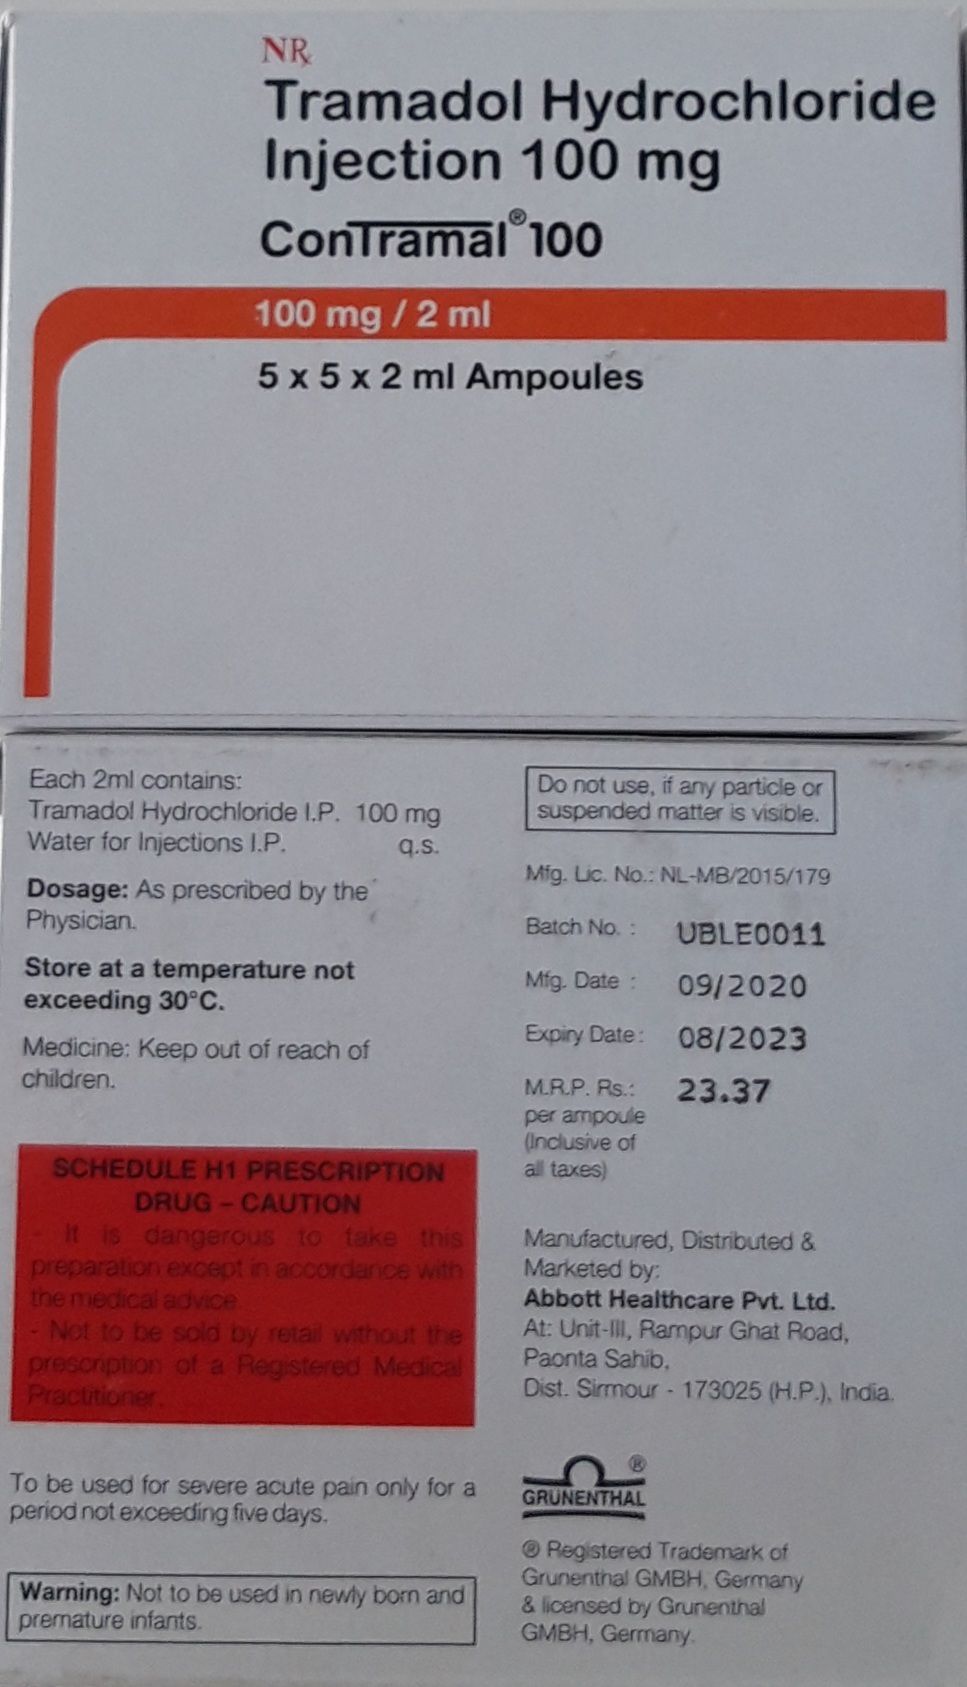 NRx
Tramadol Hydrochloride
Injection 100 mg
ConTramal® 100
100 mg / 2 ml
5 x 5 x 2 ml Ampoules
Each 2ml contains:
Tramadol Hydrochloride I.P. 100 mg
Water for Injections I.P. q.s.
Dosage: As prescribed by the
Physician.
Store at a temperature not
exceeding 30°C.
Medicine: Keep out of reach of
children.
SCHEDULE H1 PRESCRIPTION
DRUG - CAUTION
- It is dangerous to take this
preparation except in accordance with
the medical advice.
- Not to be sold by retail without the
prescription of a Registered Medical
Practitioner.
To be used for severe acute pain only for a
period not exceeding five days.
Warning: Not to be used in newly born and
premature infants.
Do not use, if any particle or
suspended matter is visible.
Mfg. Lic. No.: NL-MB/2015/179
Batch No. : UBLE0011
Mfg. Date : 09/2020
Expiry Date : 08/2023
M.R.P. Rs.: 23.37
per ampoule
(Inclusive of
all taxes)
Manufactured, Distributed &
Marketed by:
Abbott Healthcare Pvt. Ltd.
At: Unit-III, Rampur Ghat Road,
Paonta Sahib,
Dist. Sirmour - 173025 (H.P.), India.
®
GRÜNENTHAL
® Registered Trademark of
Grunenthal GMBH, Germany
& licensed by Grunenthal
GMBH, Germany.